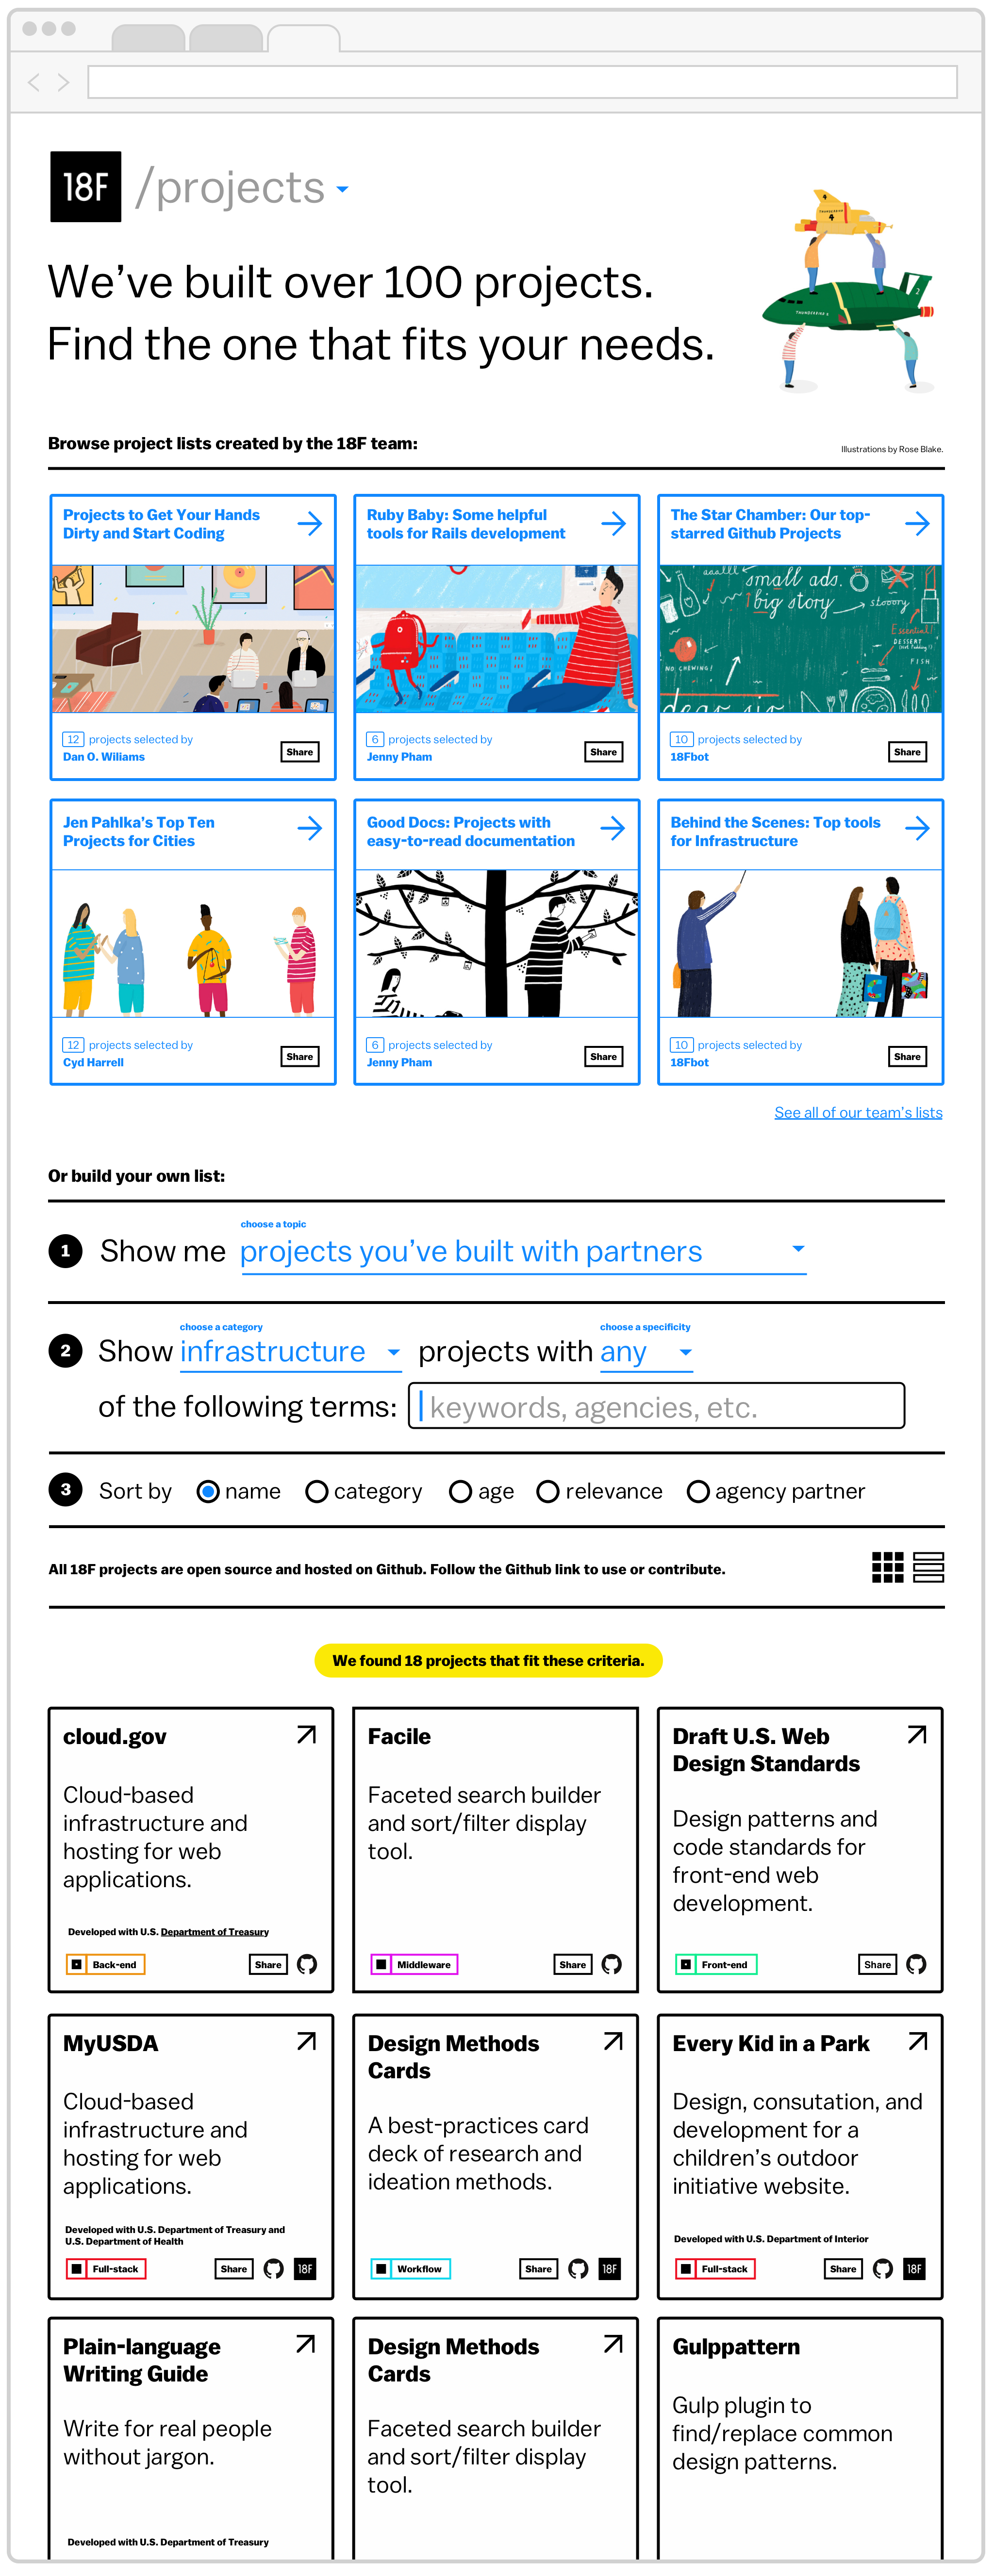 18F /projects
We've built over 100 projects.
Find the one that fits your needs.
THUNDERBIRD
4
4
THUNDERBIRD 2
2
Browse project lists created by the 18F team:
Illustrations by Rose Blake.
Projects to Get Your Hands
Dirty and Start Coding
12 projects selected by
Dan O. Wiliams
Share
Ruby Baby: Some helpful
tools for Rails development
6 projects selected by
Jenny Pham
Share
The Star Chamber: Our top-
starred Github Projects
small ads.
big story
stooory
Essential!
DESSERT
FISH
NO CHEWING!
10 projects selected by
18Fbot
Share
Jen Pahlka's Top Ten
Projects for Cities
12 projects selected by
Cyd Harrell
Share
Good Docs: Projects with
easy-to-read documentation
6 projects selected by
Jenny Pham
Share
Behind the Scenes: Top tools
for Infrastructure
10 projects selected by
18Fbot
Share
See all of our team's lists
Or build your own list:
choose a topic
1 Show me projects you've built with partners
choose a category choose a specificity
2 Show infrastructure projects with any
of the following terms: keywords, agencies, etc.
3 Sort by name category age relevance agency partner
All 18F projects are open source and hosted on Github. Follow the Github link to use or contribute.
We found 18 projects that fit these criteria.
cloud.gov
Cloud-based
infrastructure and
hosting for web
applications.
Developed with U.S. Department of Treasury
Back-end Share
Facile
Faceted search builder
and sort/filter display
tool.
Middleware Share
Draft U.S. Web
Design Standards
Design patterns and
code standards for
front-end web
development.
Front-end Share
MyUSDA
Cloud-based
infrastructure and
hosting for web
applications.
Developed with U.S. Department of Treasury and
U.S. Department of Health
Full-stack Share 18F
Design Methods
Cards
A best-practices card
deck of research and
ideation methods.
Workflow Share 18F
Every Kid in a Park
Design, consutation, and
development for a
children's outdoor
initiative website.
Developed with U.S. Department of Interior
Full-stack Share 18F
Plain-language
Writing Guide
Write for real people
without jargon.
Developed with U.S. Department of Treasury
Design Methods
Cards
Faceted search builder
and sort/filter display
tool.
Gulppattern
Gulp plugin to
find/replace common
design patterns.